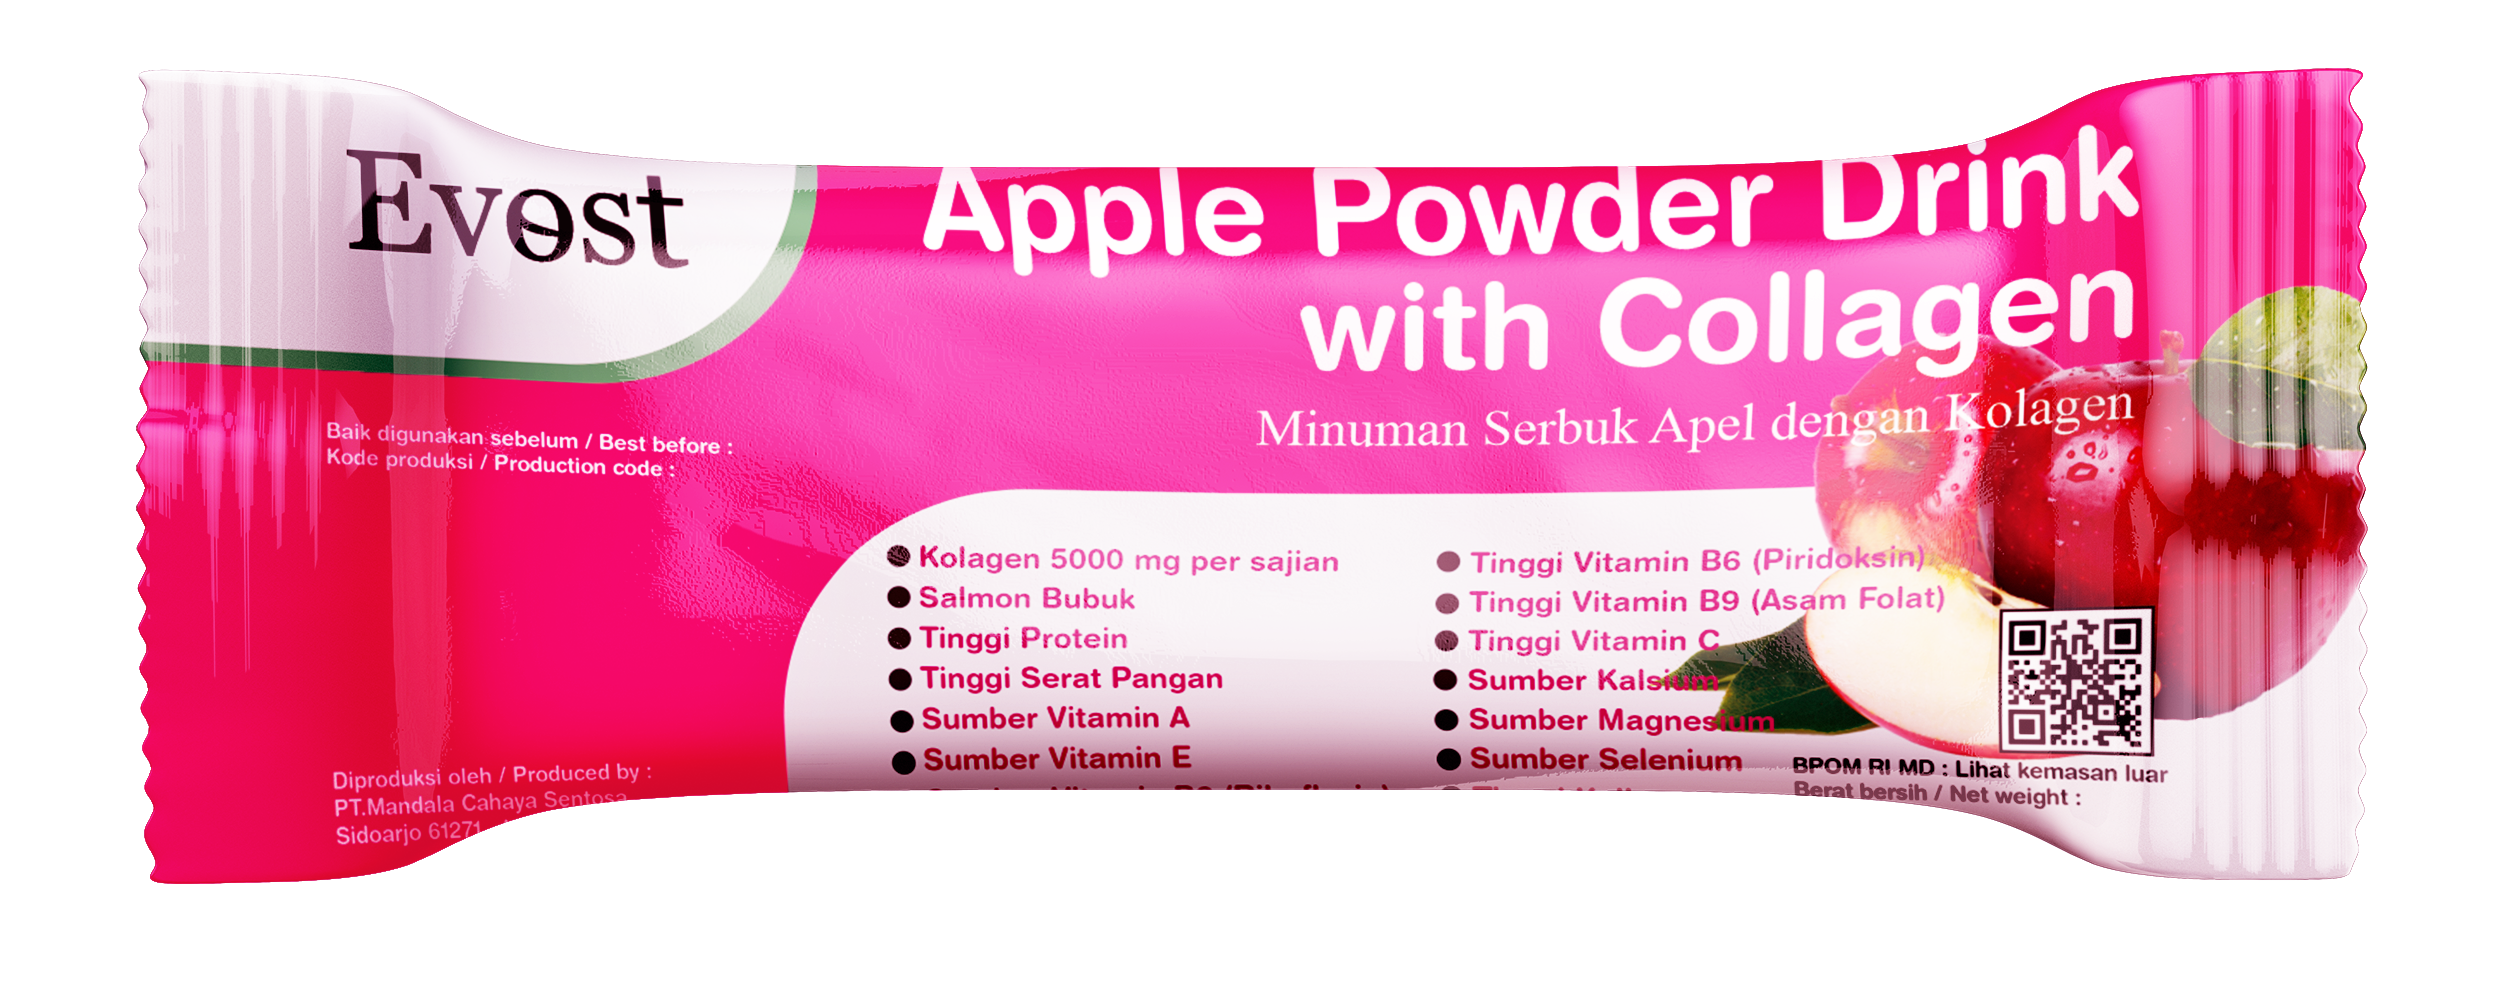 Evest
Apple Powder Drink
with Collagen
Minuman Serbuk Apel dengan Kolagen
Baik digunakan sebelum / Best before :
Kode produksi / Production code :
Kolagen 5000 mg per sajian
Salmon Bubuk
Tinggi Protein
Tinggi Serat Pangan
Sumber Vitamin A
Sumber Vitamin E
Tinggi Vitamin B6 (Piridoksin)
Tinggi Vitamin B9 (Asam Folat)
Tinggi Vitamin C
Sumber Kalsium
Sumber Magnesium
Sumber Selenium
Diproduksi oleh / Produced by :
PT.Mandala Cahaya Sentosa
Sidoarjo 61271
BPOM RI MD : Lihat kemasan luar
Berat bersih / Net weight :